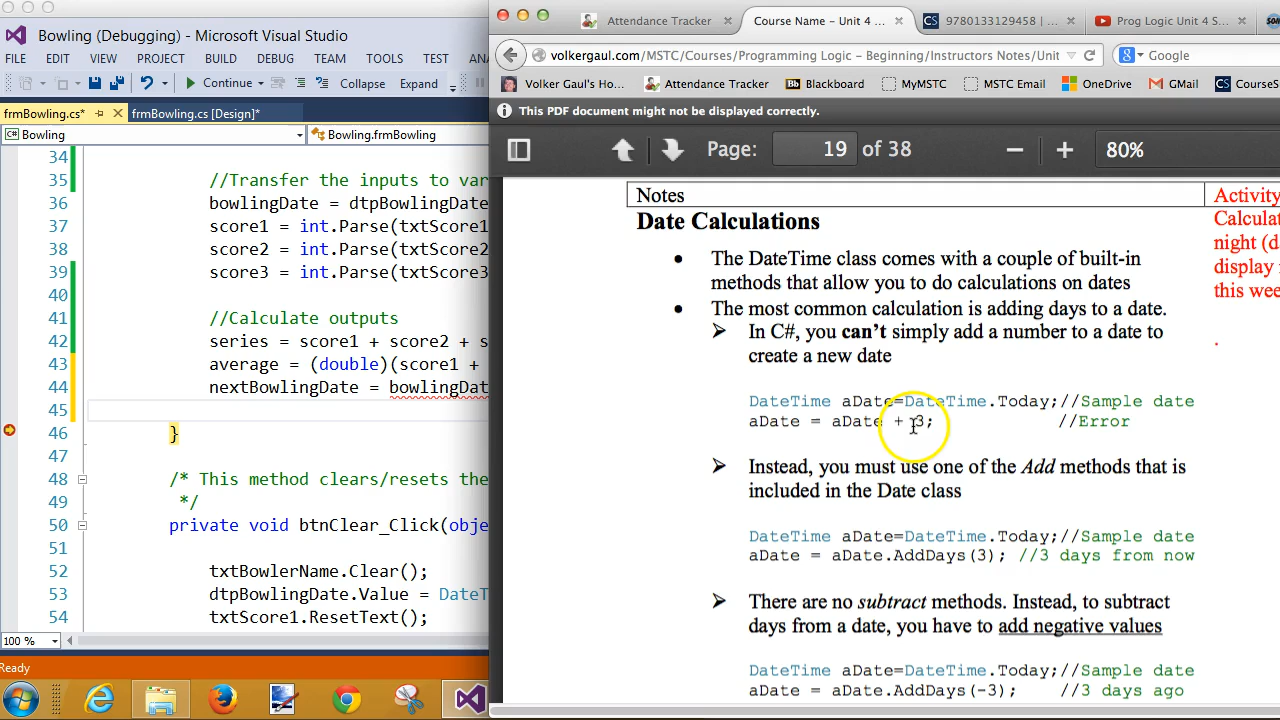 Bowling (Debugging) - Microsoft Visual Studio
FILE EDIT VIEW PROJECT BUILD DEBUG TEAM TOOLS TEST
Continue Collapse Expand
frmBowling.cs* frmBowling.cs [Design]*
Bowling Bowling.frmBowling
34
35 //Transfer the inputs to var
36 bowlingDate = dtpBowlingDate
37 score1 = int.Parse(txtScore1
38 score2 = int.Parse(txtScore2
39 score3 = int.Parse(txtScore3
40
41 //Calculate outputs
42 series = score1 + score2 + s
43 average = (double)(score1 +
44 nextBowlingDate = bowlingDat
45
46 }
47
48 /* This method clears/resets the
49 */
50 private void btnClear_Click(obje
51
52 txtBowlerName.Clear();
53 dtpBowlingDate.Value = DateT
54 txtScore1.ResetText();
100 %
Ready
Attendance Tracker Course Name - Unit 4 ... CS 9780133129458 | ... Prog Logic Unit 4 S...
volkergaul.com/MSTC/Courses/Programming Logic - Beginning/Instructors Notes/Unit Google
Volker Gaul's Ho... Attendance Tracker Blackboard MyMSTC MSTC Email OneDrive GMail CourseS
This PDF document might not be displayed correctly.
Page: 19 of 38 80%
Notes
Date Calculations
• The DateTime class comes with a couple of built-in
methods that allow you to do calculations on dates
• The most common calculation is adding days to a date.
➤ In C#, you can't simply add a number to a date to
create a new date
DateTime aDate=DateTime.Today;//Sample date
aDate = aDate + 3; //Error
➤ Instead, you must use one of the Add methods that is
included in the Date class
DateTime aDate=DateTime.Today;//Sample date
aDate = aDate.AddDays(3); //3 days from now
➤ There are no subtract methods. Instead, to subtract
days from a date, you have to add negative values
DateTime aDate=DateTime.Today;//Sample date
aDate = aDate.AddDays(-3); //3 days ago
Activity
Calculat
night (d
display
this wee
.